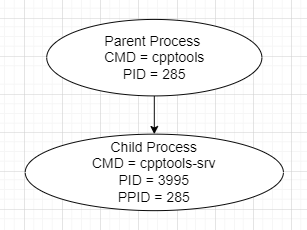 Parent Process
CMD = cpptools
PID = 285
Child Process
CMD = cpptools-srv
PID = 3995
PPID = 285